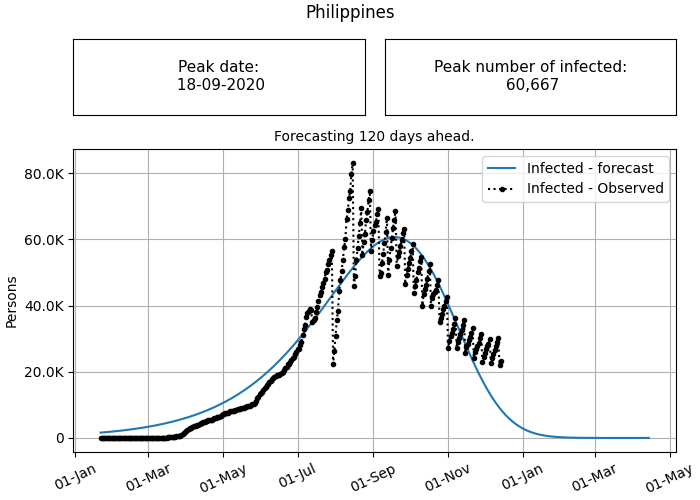 Philippines
Peak date:
18-09-2020
Peak number of infected:
60,667
Forecasting 120 days ahead.
Infected - forecast
Infected - Observed
Persons
80.0K
60.0K
40.0K
20.0K
0
01-Jan
01-Mar
01-May
01-Jul
01-Sep
01-Nov
01-Jan
01-Mar
01-May